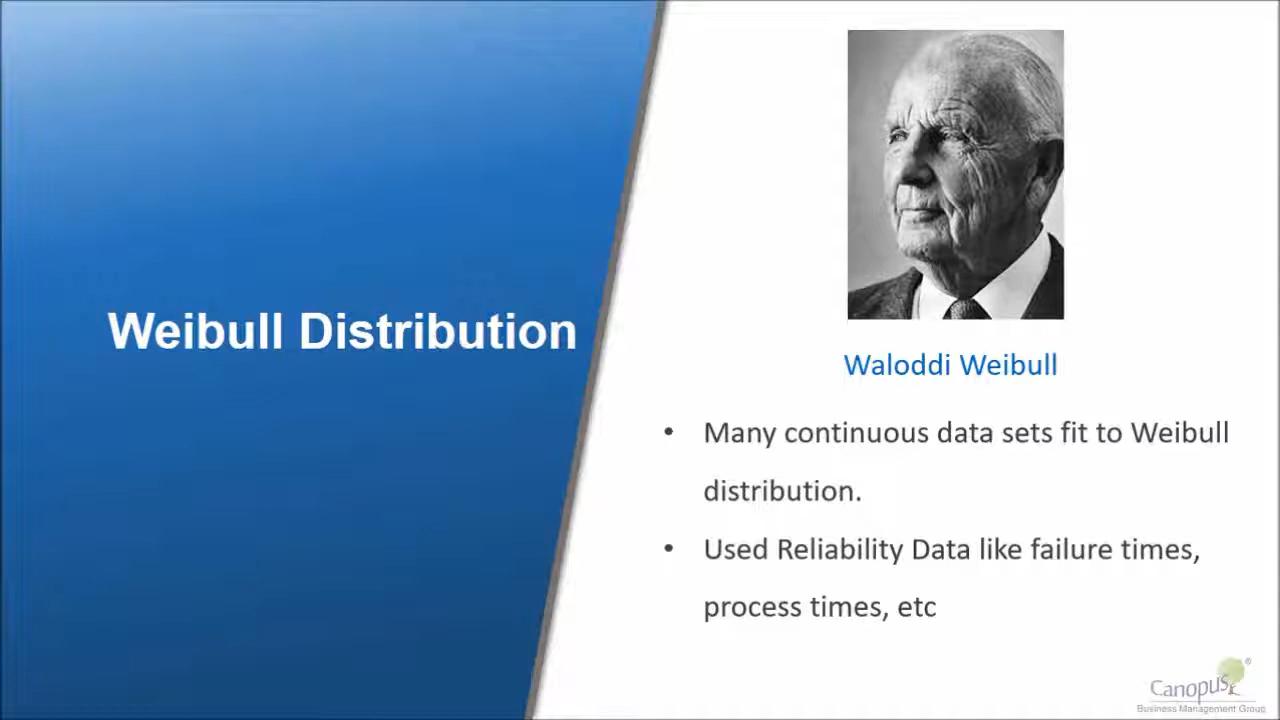 Weibull Distribution
Waloddi Weibull
• Many continuous data sets fit to Weibull
distribution.
• Used Reliability Data like failure times,
process times, etc
Canopus®
Business Management Group